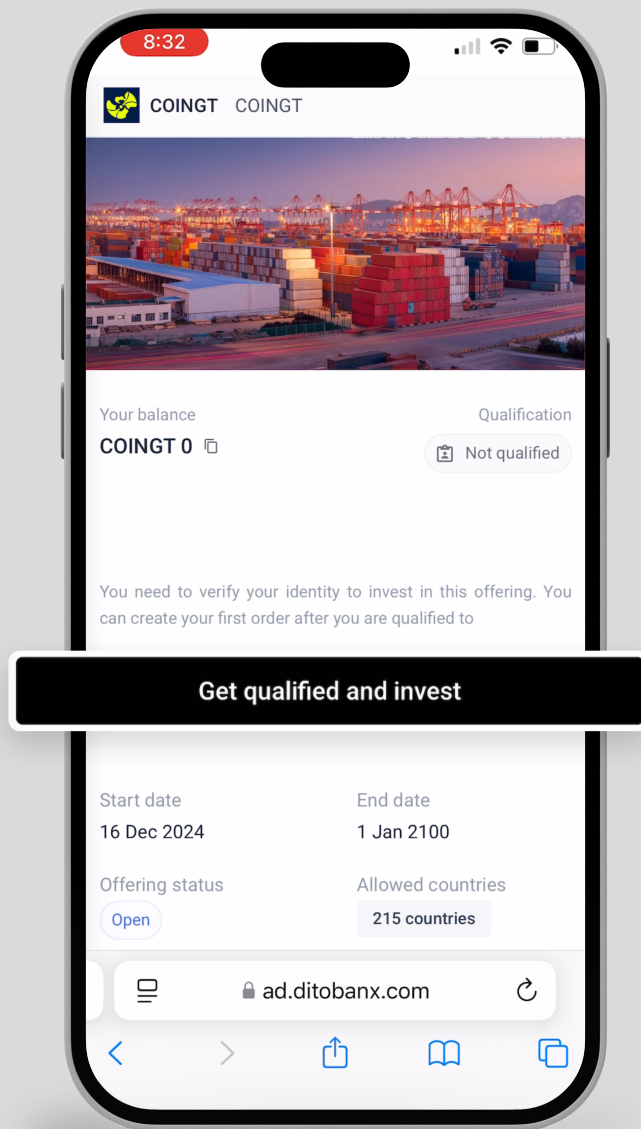 8:32
COINGT COINGT
Your balance
Qualification
COINGT 0
Not qualified
You need to verify your identity to invest in this offering. You
can create your first order after you are qualified to
Get qualified and invest
Start date
End date
16 Dec 2024
1 Jan 2100
Offering status
Allowed countries
Open
215 countries
ad.ditobanx.com